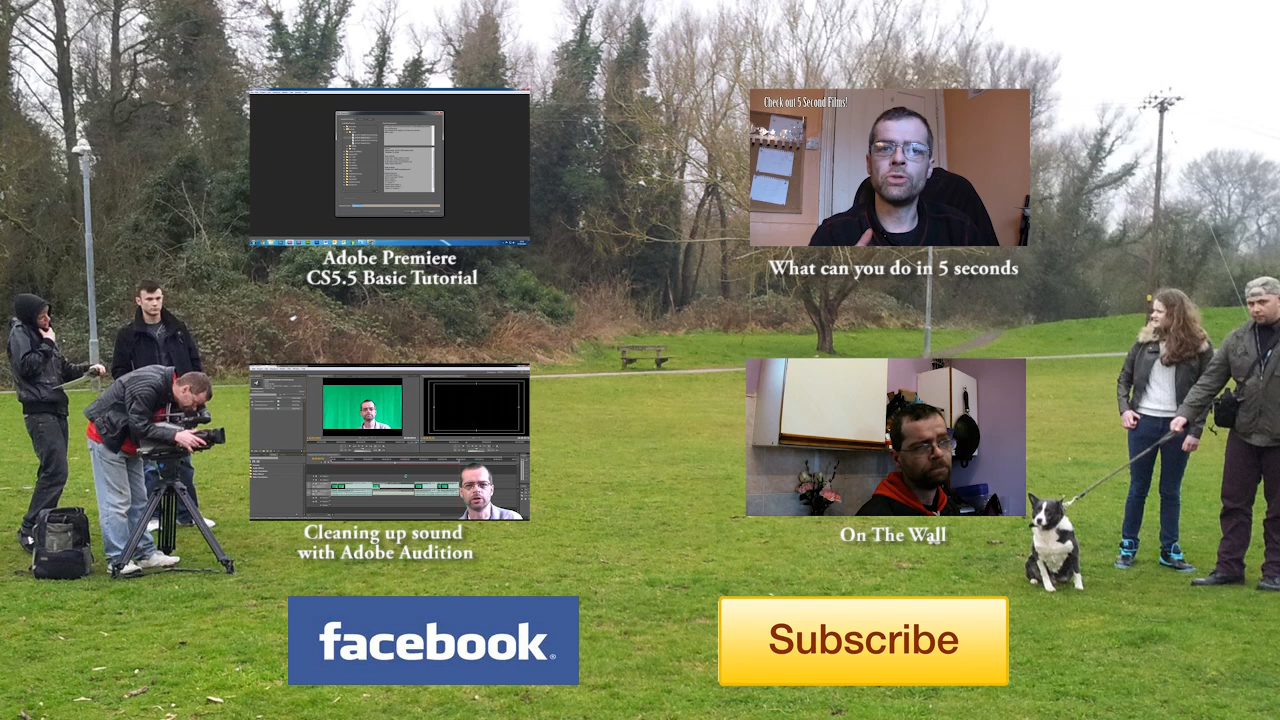 Check out 5 Second Films!
Adobe Premiere
CS5.5 Basic Tutorial
What can you do in 5 seconds
Cleaning up sound
with Adobe Audition
On The Wall
facebook®
Subscribe